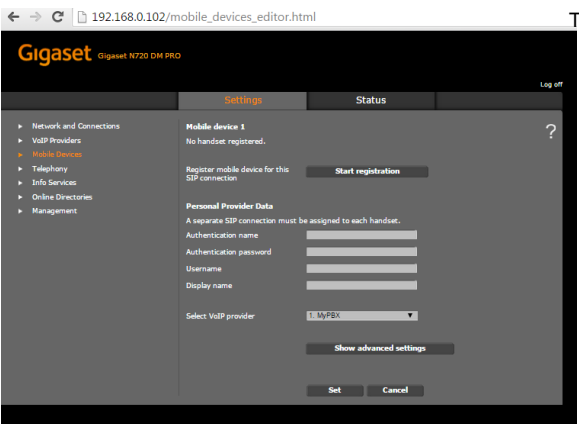 192.168.0.102/mobile_devices_editor.html
T
Gigaset Gigaset N720 DM PRO
Log off
Settings Status
Network and Connections
VoIP Providers
Mobile Devices
Telephony
Info Services
Online Directories
Management
Mobile device 1
?
No handset registered.
Register mobile device for this
SIP connection
Start registration
Personal Provider Data
A separate SIP connection must be assigned to each handset.
Authentication name
Authentication password
Username
Display name
Select VoIP provider 1. MyPBX
Show advanced settings
Set Cancel